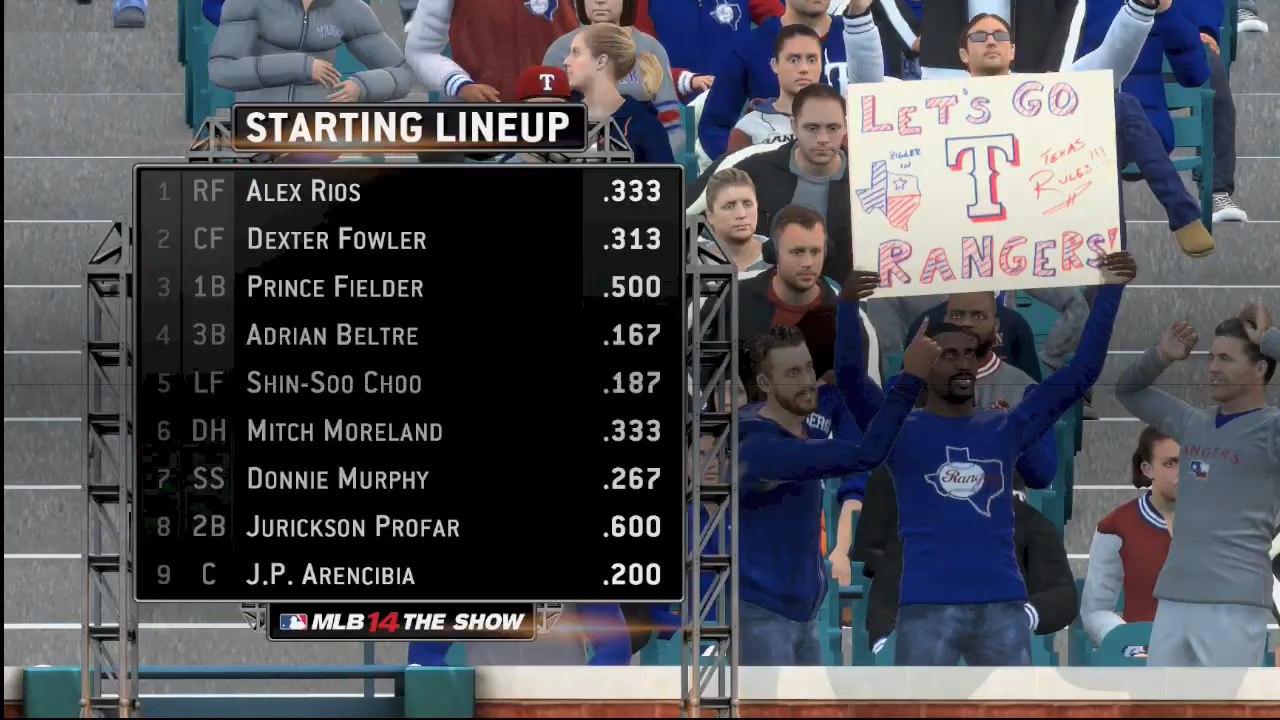 STARTING LINEUP
1 RF ALEX RIOS .333
2 CF DEXTER FOWLER .313
3 1B PRINCE FIELDER .500
4 3B ADRIAN BELTRE .167
5 LF SHIN-SOO CHOO .187
6 DH MITCH MORELAND .333
7 SS DONNIE MURPHY .267
8 2B JURICKSON PROFAR .600
9 C J.P. ARENCIBIA .200
MLB 14 THE SHOW
T
LET'S GO
BIGGER
IN
T
TEXAS
RULES!!!
RANGERS!